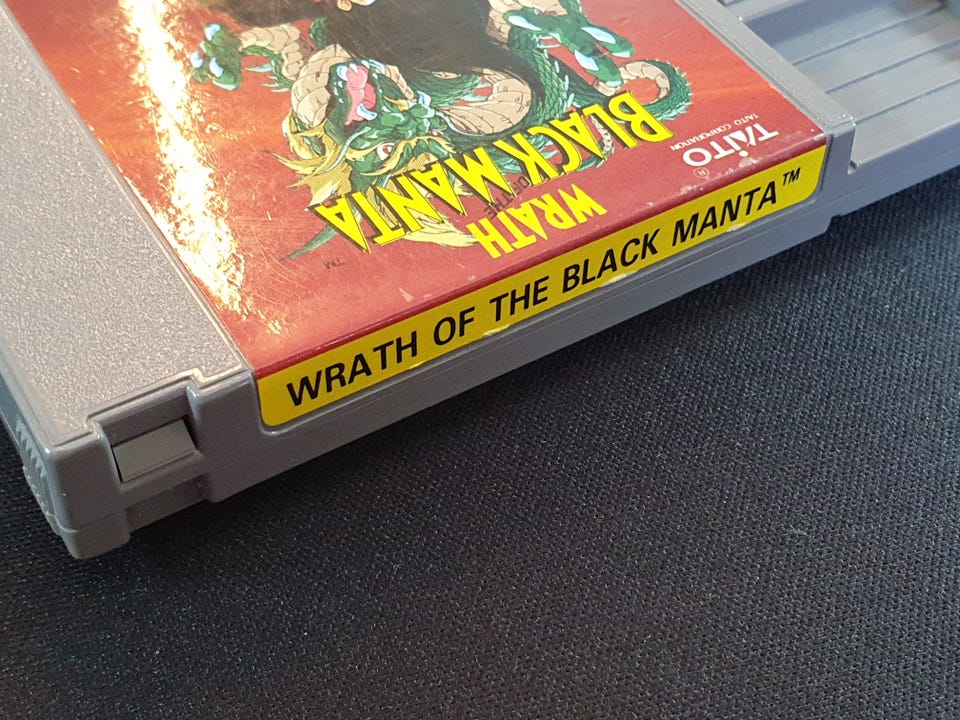 WRATH OF THE BLACK MANTA™
WRATH
OF THE
BLACK MANTA
™
TAITO
®
TAITO CORPORATION